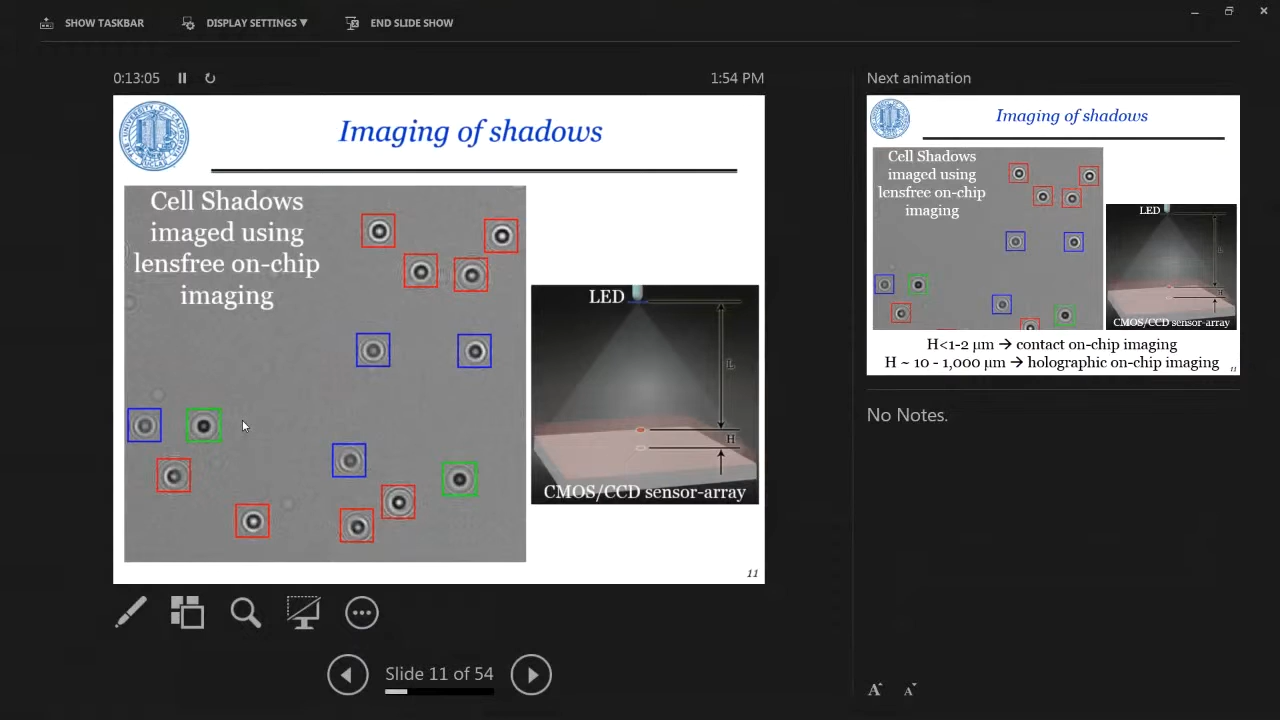 SHOW TASKBAR
DISPLAY SETTINGS ▼
END SLIDE SHOW
0:13:05
1:54 PM
Imaging of shadows
Cell Shadows
imaged using
lensfree on-chip
imaging
LED
L
H
CMOS/CCD sensor-array
11
Slide 11 of 54
Next animation
Imaging of shadows
Cell Shadows
imaged using
lensfree on-chip
imaging
LED
L
H
CMOS/CCD sensor-array
H<1-2 μm → contact on-chip imaging
H ~ 10 - 1,000 μm → holographic on-chip imaging
11
No Notes.
A
A